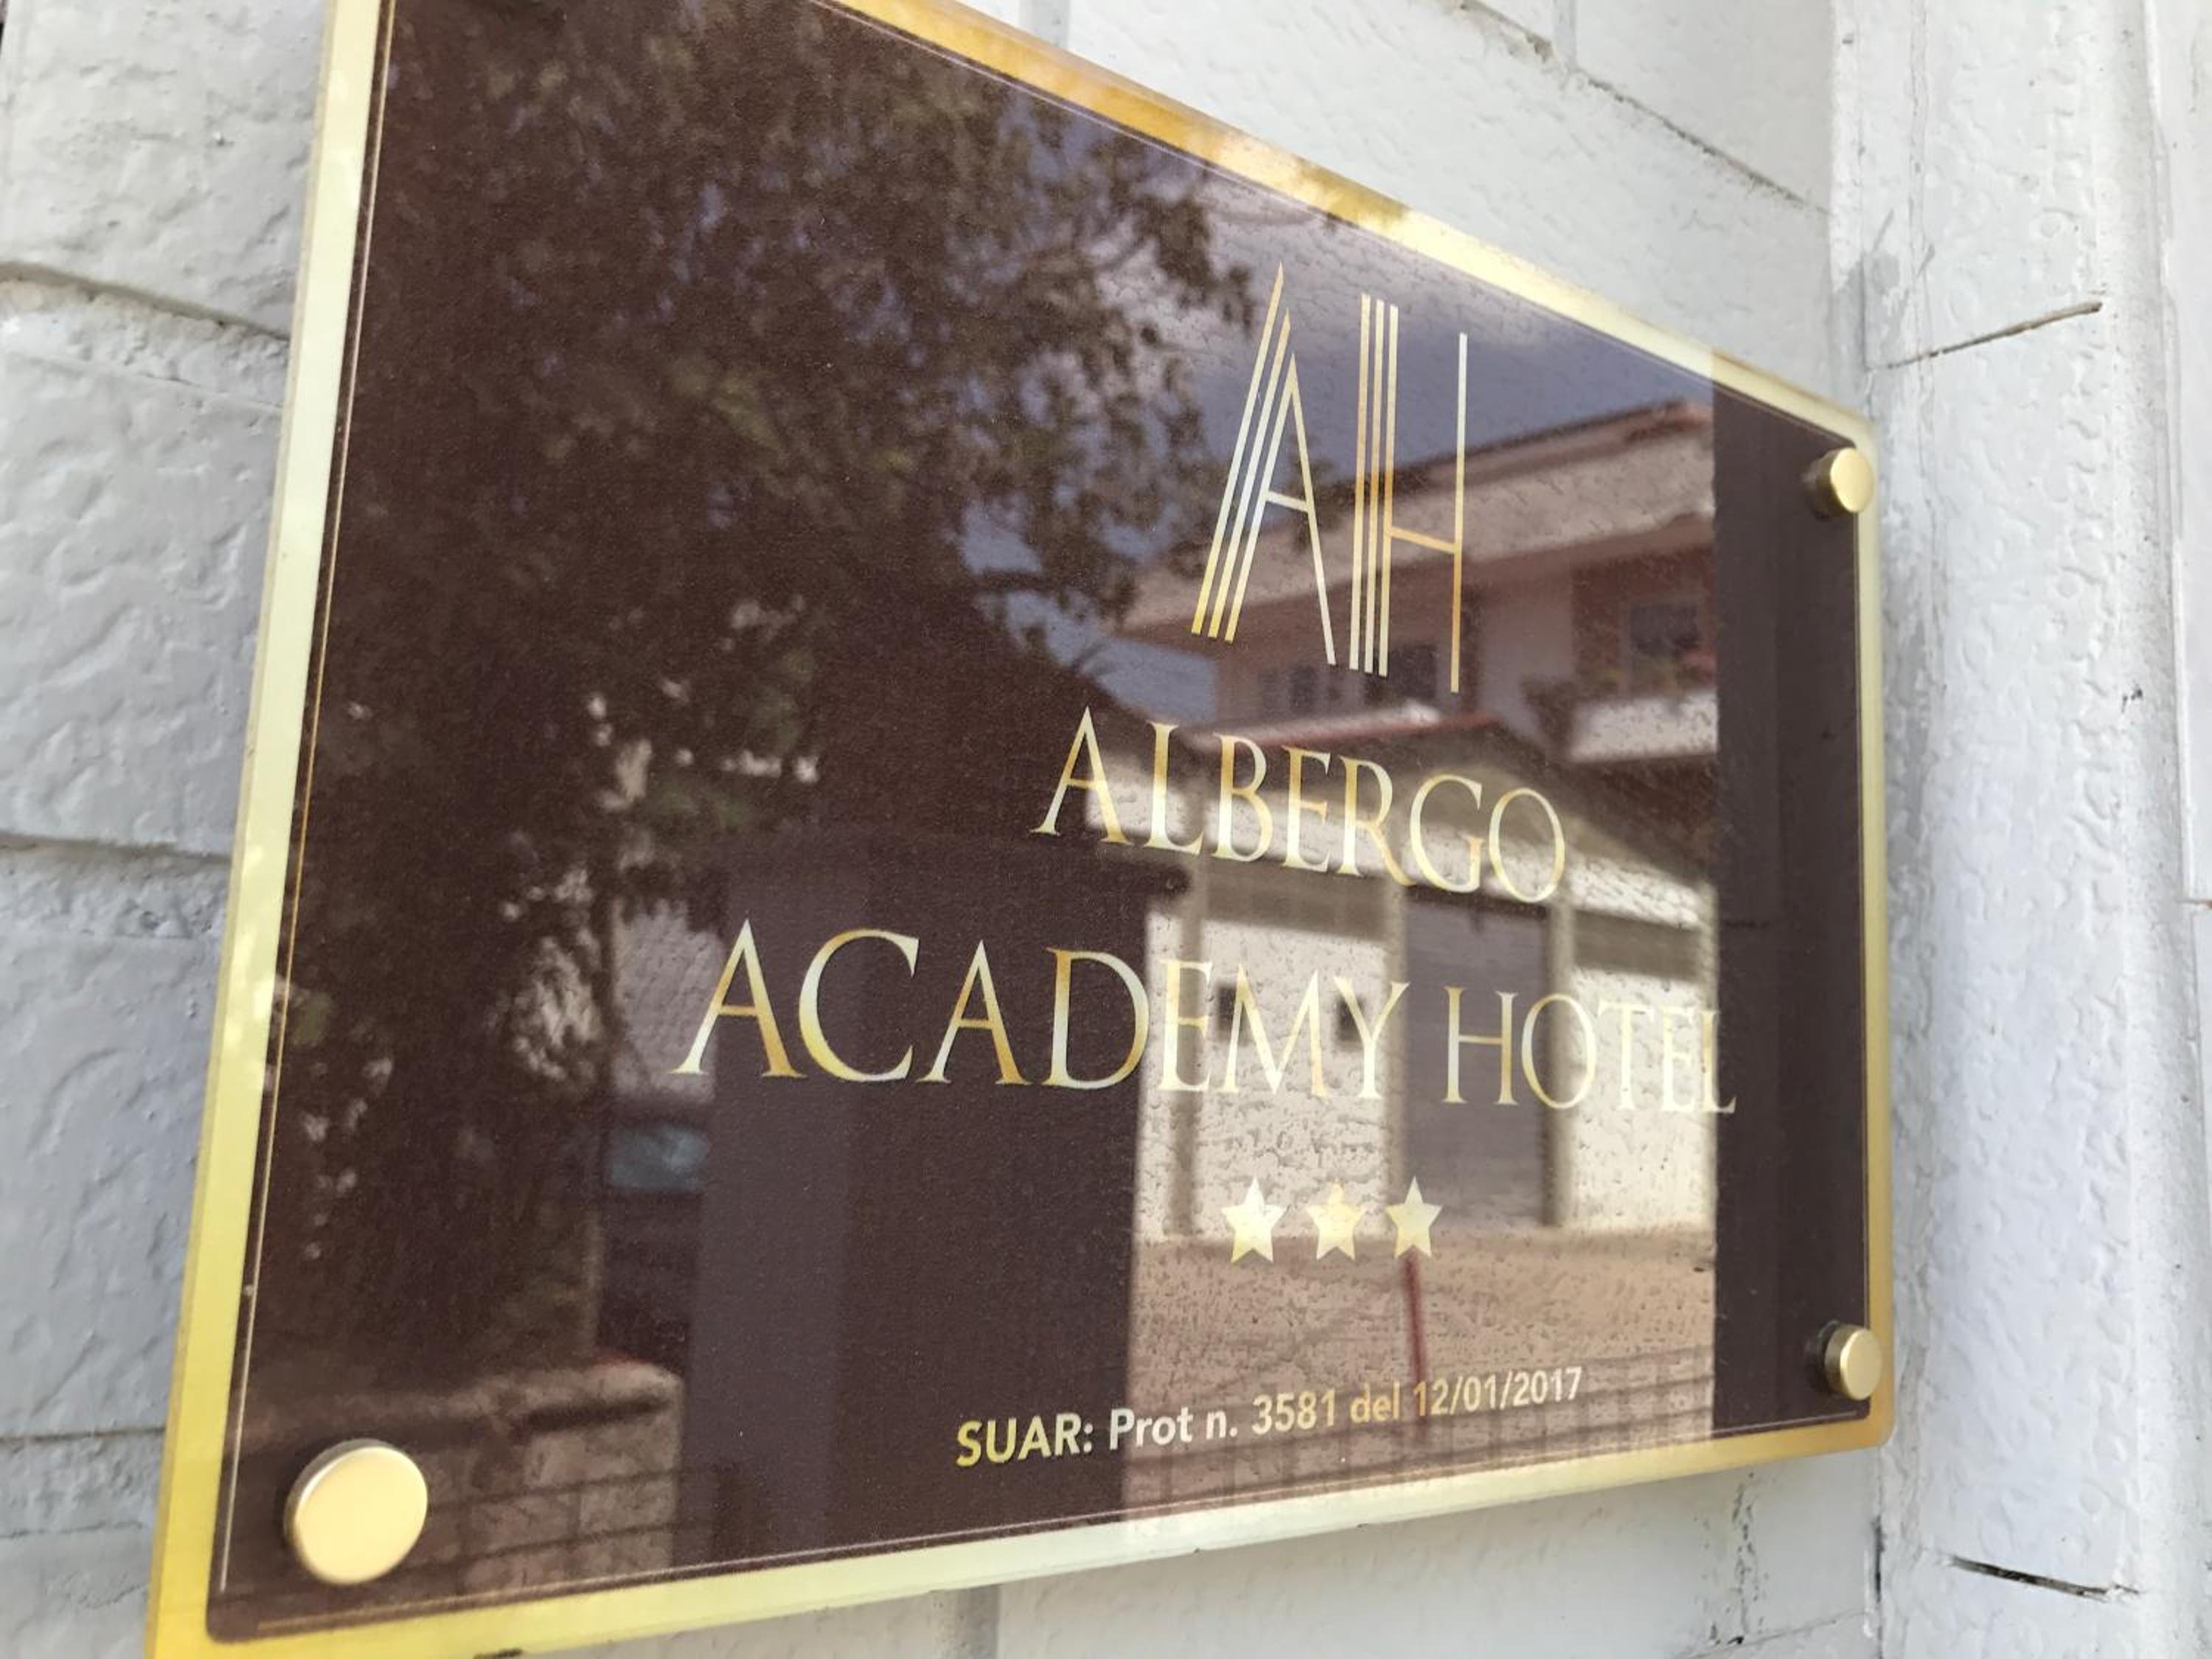 AH
ALBERGO
ACADEMY HOTEL
SUAR: Prot n. 3581 del 12/01/2017